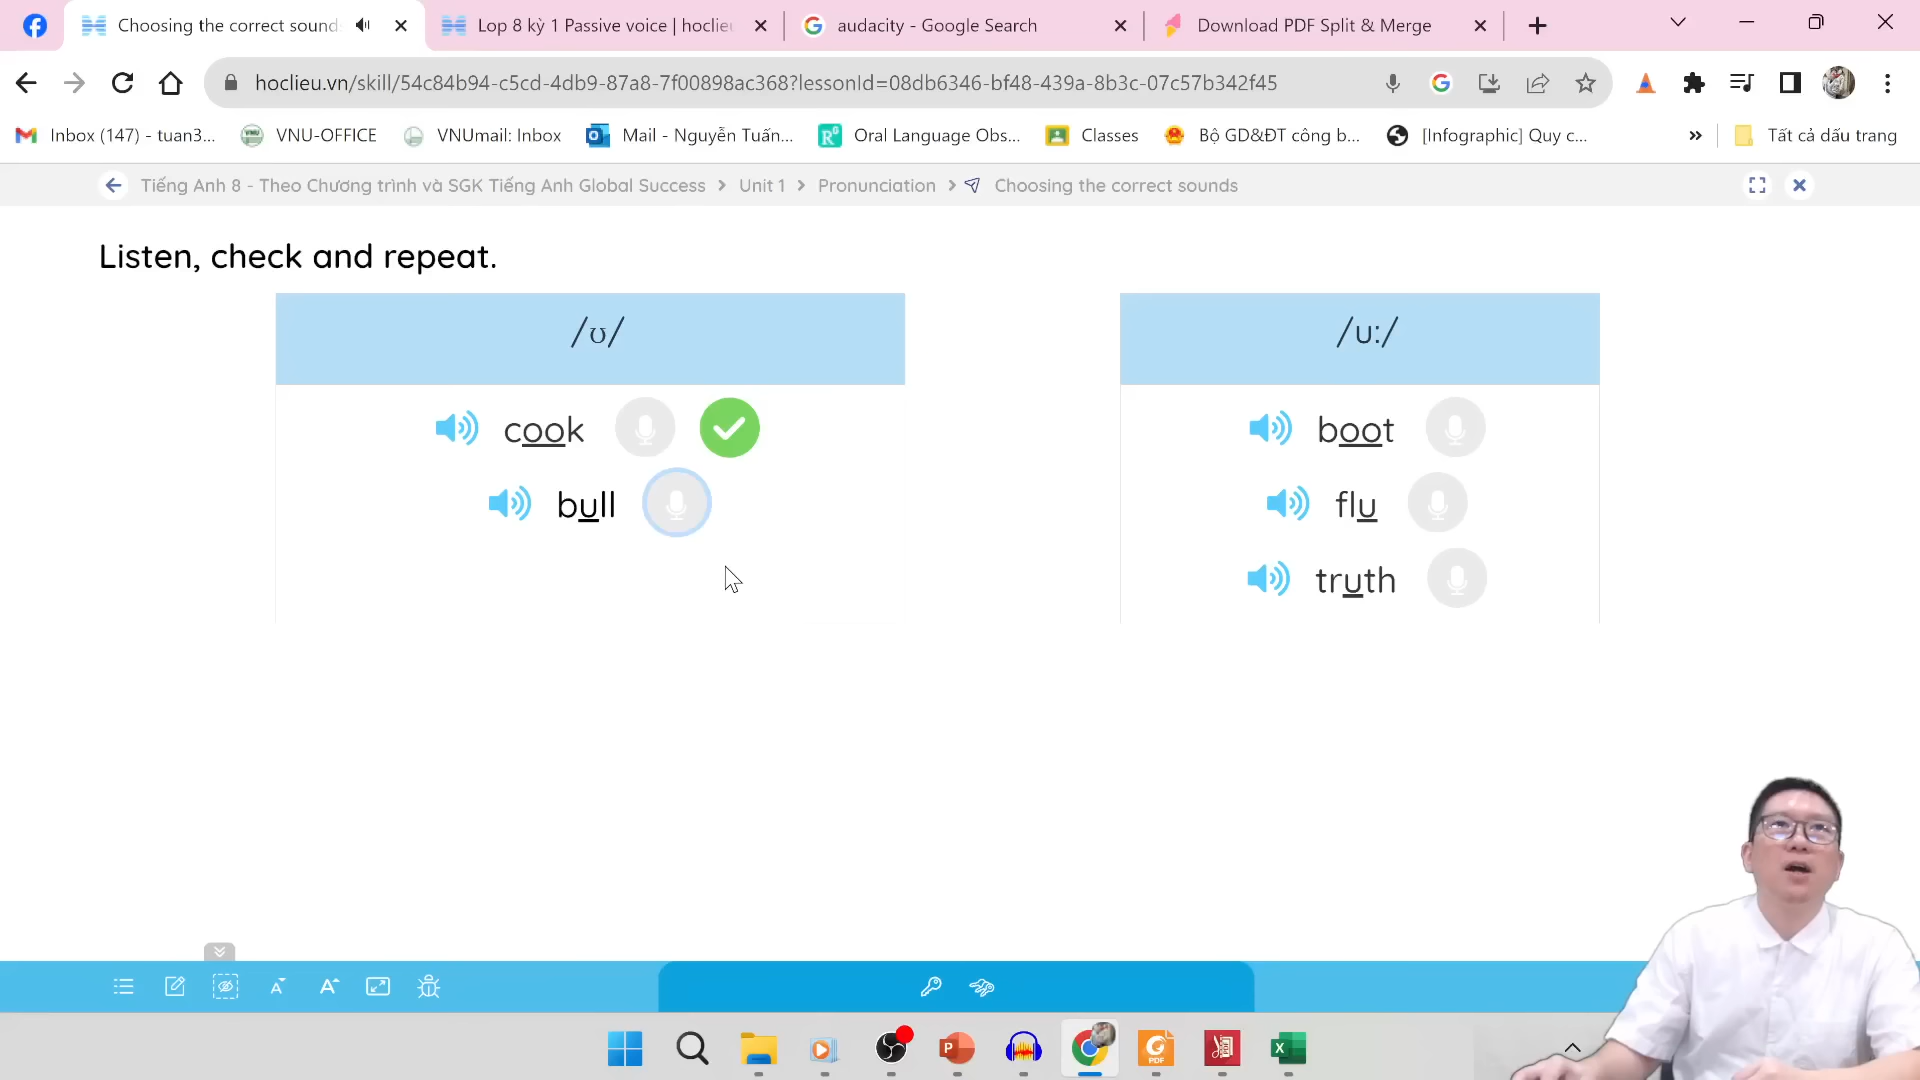 Choosing the correct sound
Lop 8 kỳ 1 Passive voice | hoclie
audacity - Google Search
Download PDF Split & Merge
hoclieu.vn/skill/54c84b94-c5cd-4db9-87a8-7f00898ac368?lessonId=08db6346-bf48-439a-8b3c-07c57b342f45
Inbox (147) - tuan3...
VNU-OFFICE
VNUmail: Inbox
Mail - Nguyễn Tuấn...
Oral Language Obs...
Classes
Bộ GD&ĐT công b...
[Infographic] Quy c...
»
Tất cả dấu trang
Tiếng Anh 8 - Theo Chương trình và SGK Tiếng Anh Global Success > Unit 1 > Pronunciation > Choosing the correct sounds
Listen, check and repeat.
/ʊ/
/u:/
cook
boot
bull
flu
truth